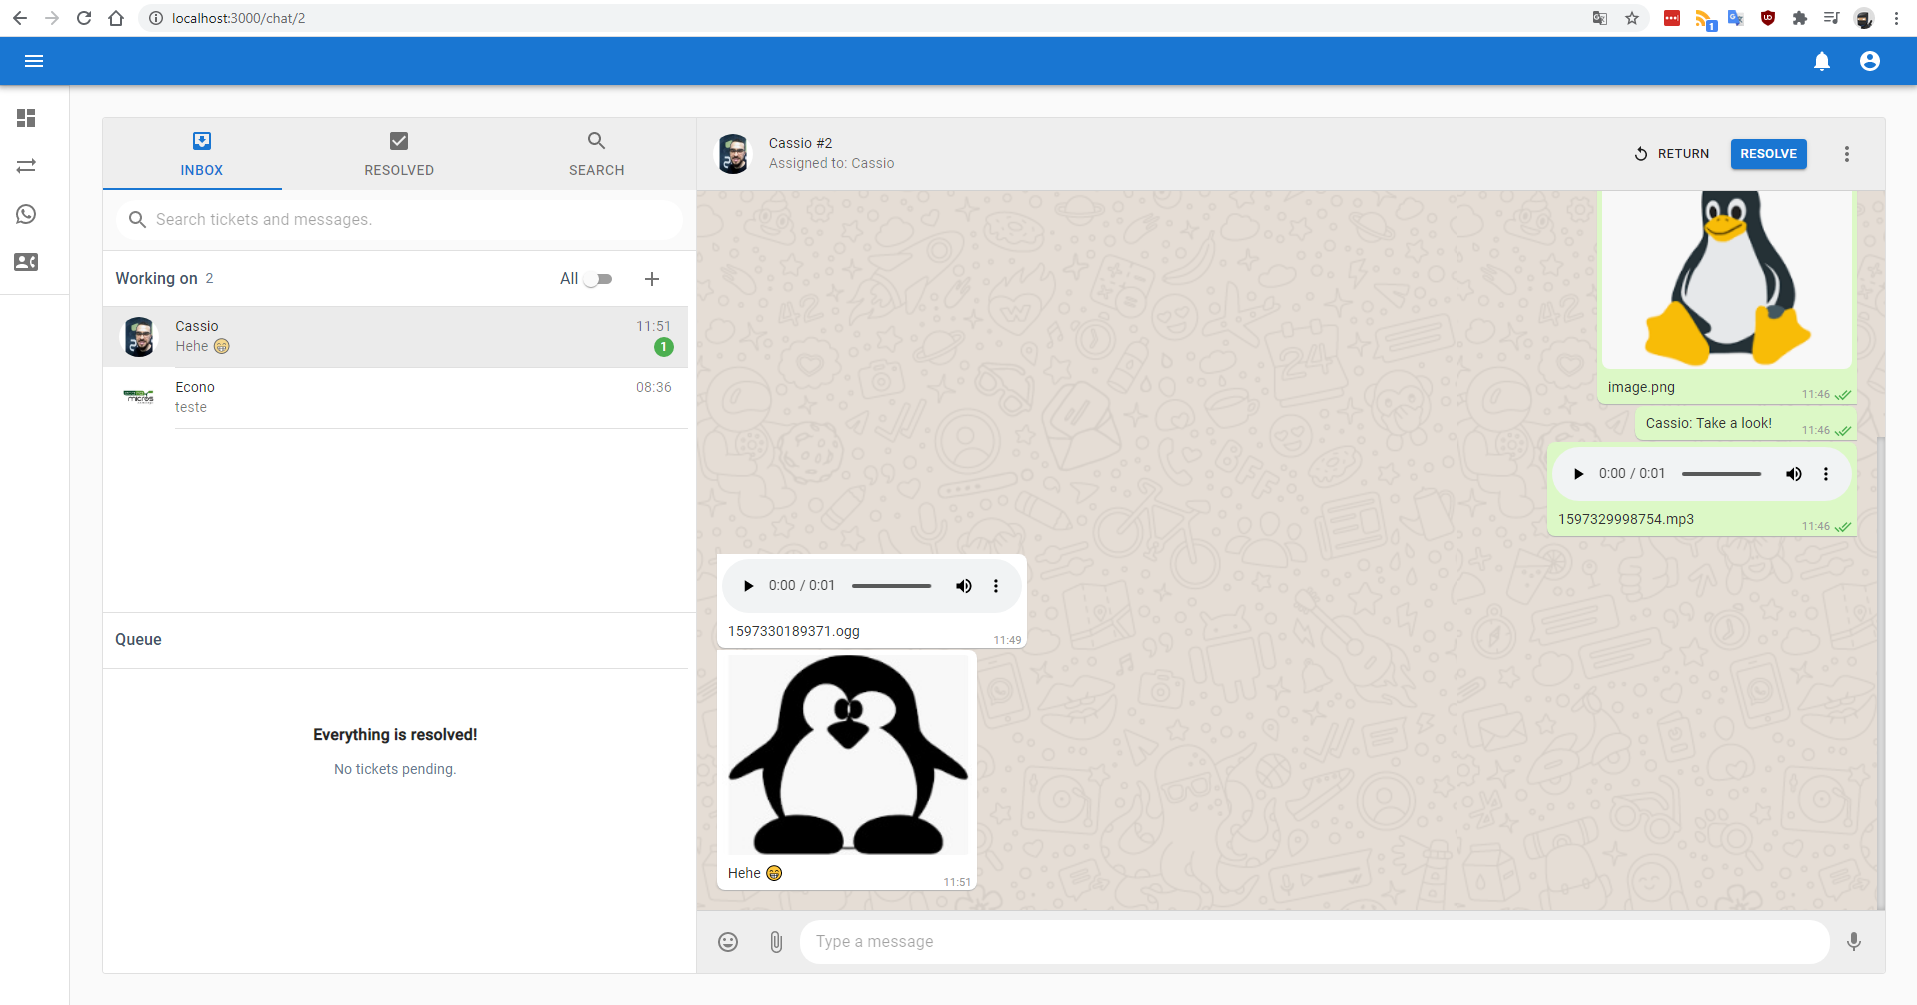 localhost:3000/chat/2
1
INBOX
RESOLVED
SEARCH
Search tickets and messages.
Working on 2
All
Cassio
11:51
Hehe 😁
1
Econo
08:36
teste
Queue
Everything is resolved!
No tickets pending.
Cassio #2
Assigned to: Cassio
RETURN
RESOLVE
image.png
11:46
Cassio: Take a look!
11:46
0:00 / 0:01
1597329998754.mp3
11:46
0:00 / 0:01
1597330189371.ogg
11:49
Hehe 😁
11:51
Type a message